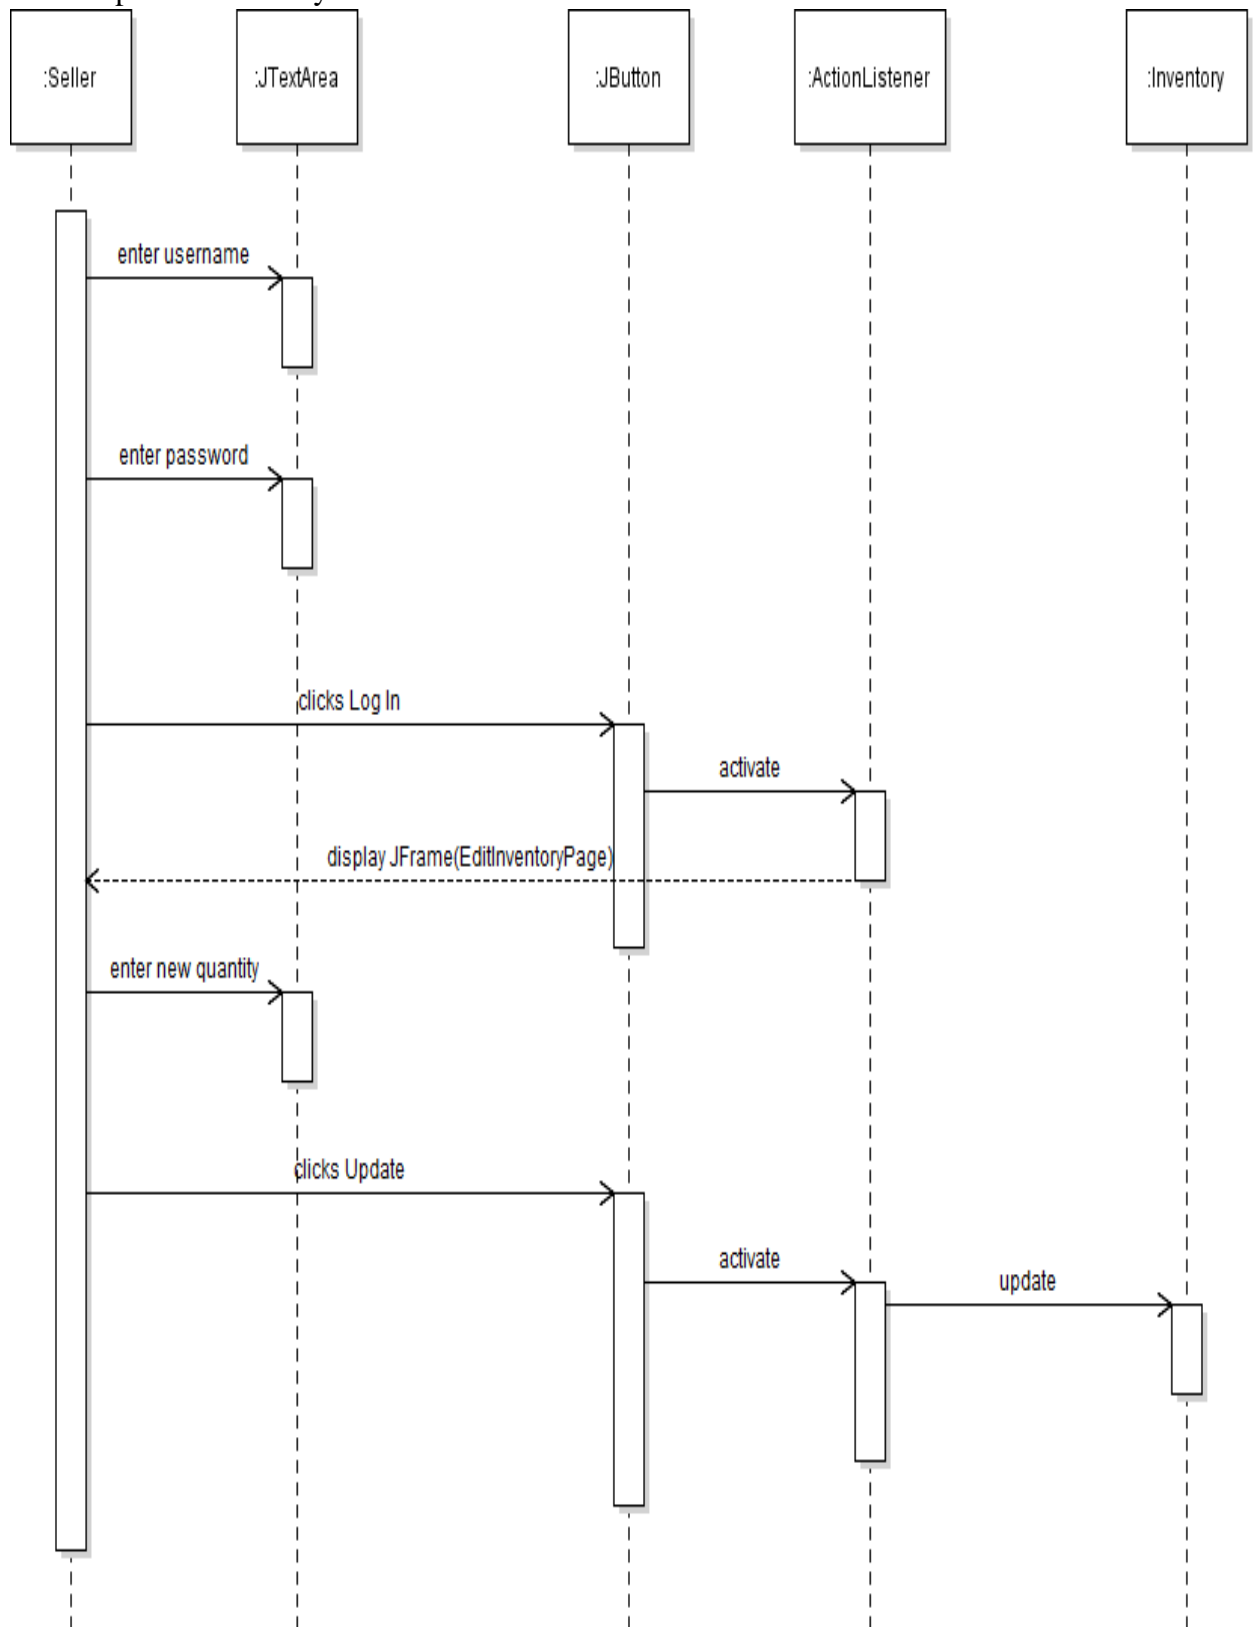 :Seller
:JTextArea
:JButton
:ActionListener
:Inventory
enter username
enter password
clicks Log In
activate
display JFrame(EditInventoryPage)
enter new quantity
clicks Update
activate
update